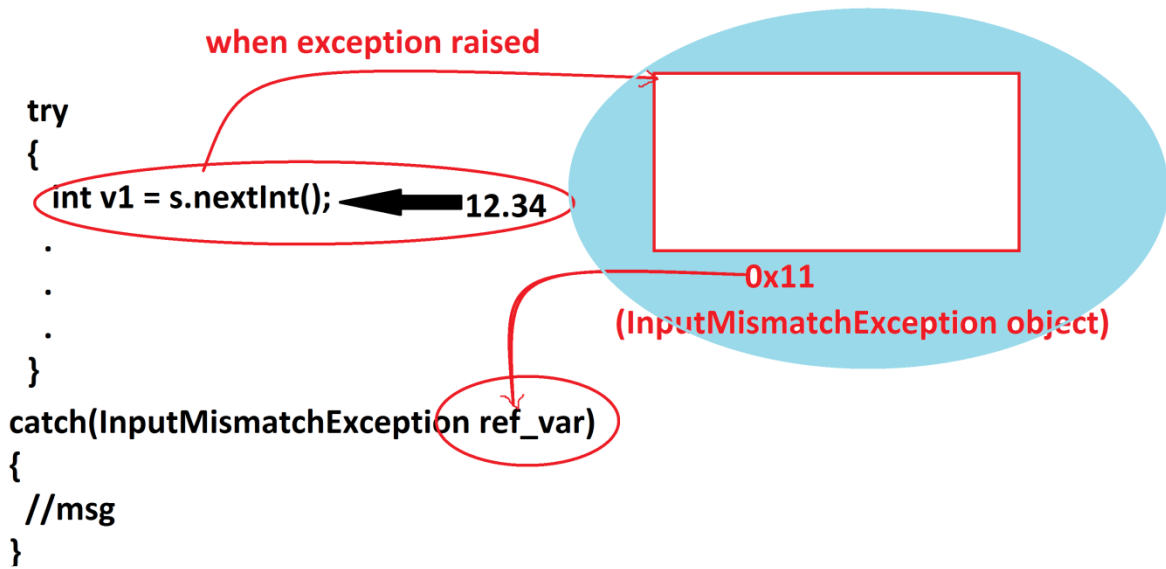 when exception raised
try
{
int v1 = s.nextInt();
12.34
.
.
.
}
0x11
(InputMismatchException object)
catch(InputMismatchException ref_var)
{
//msg
}